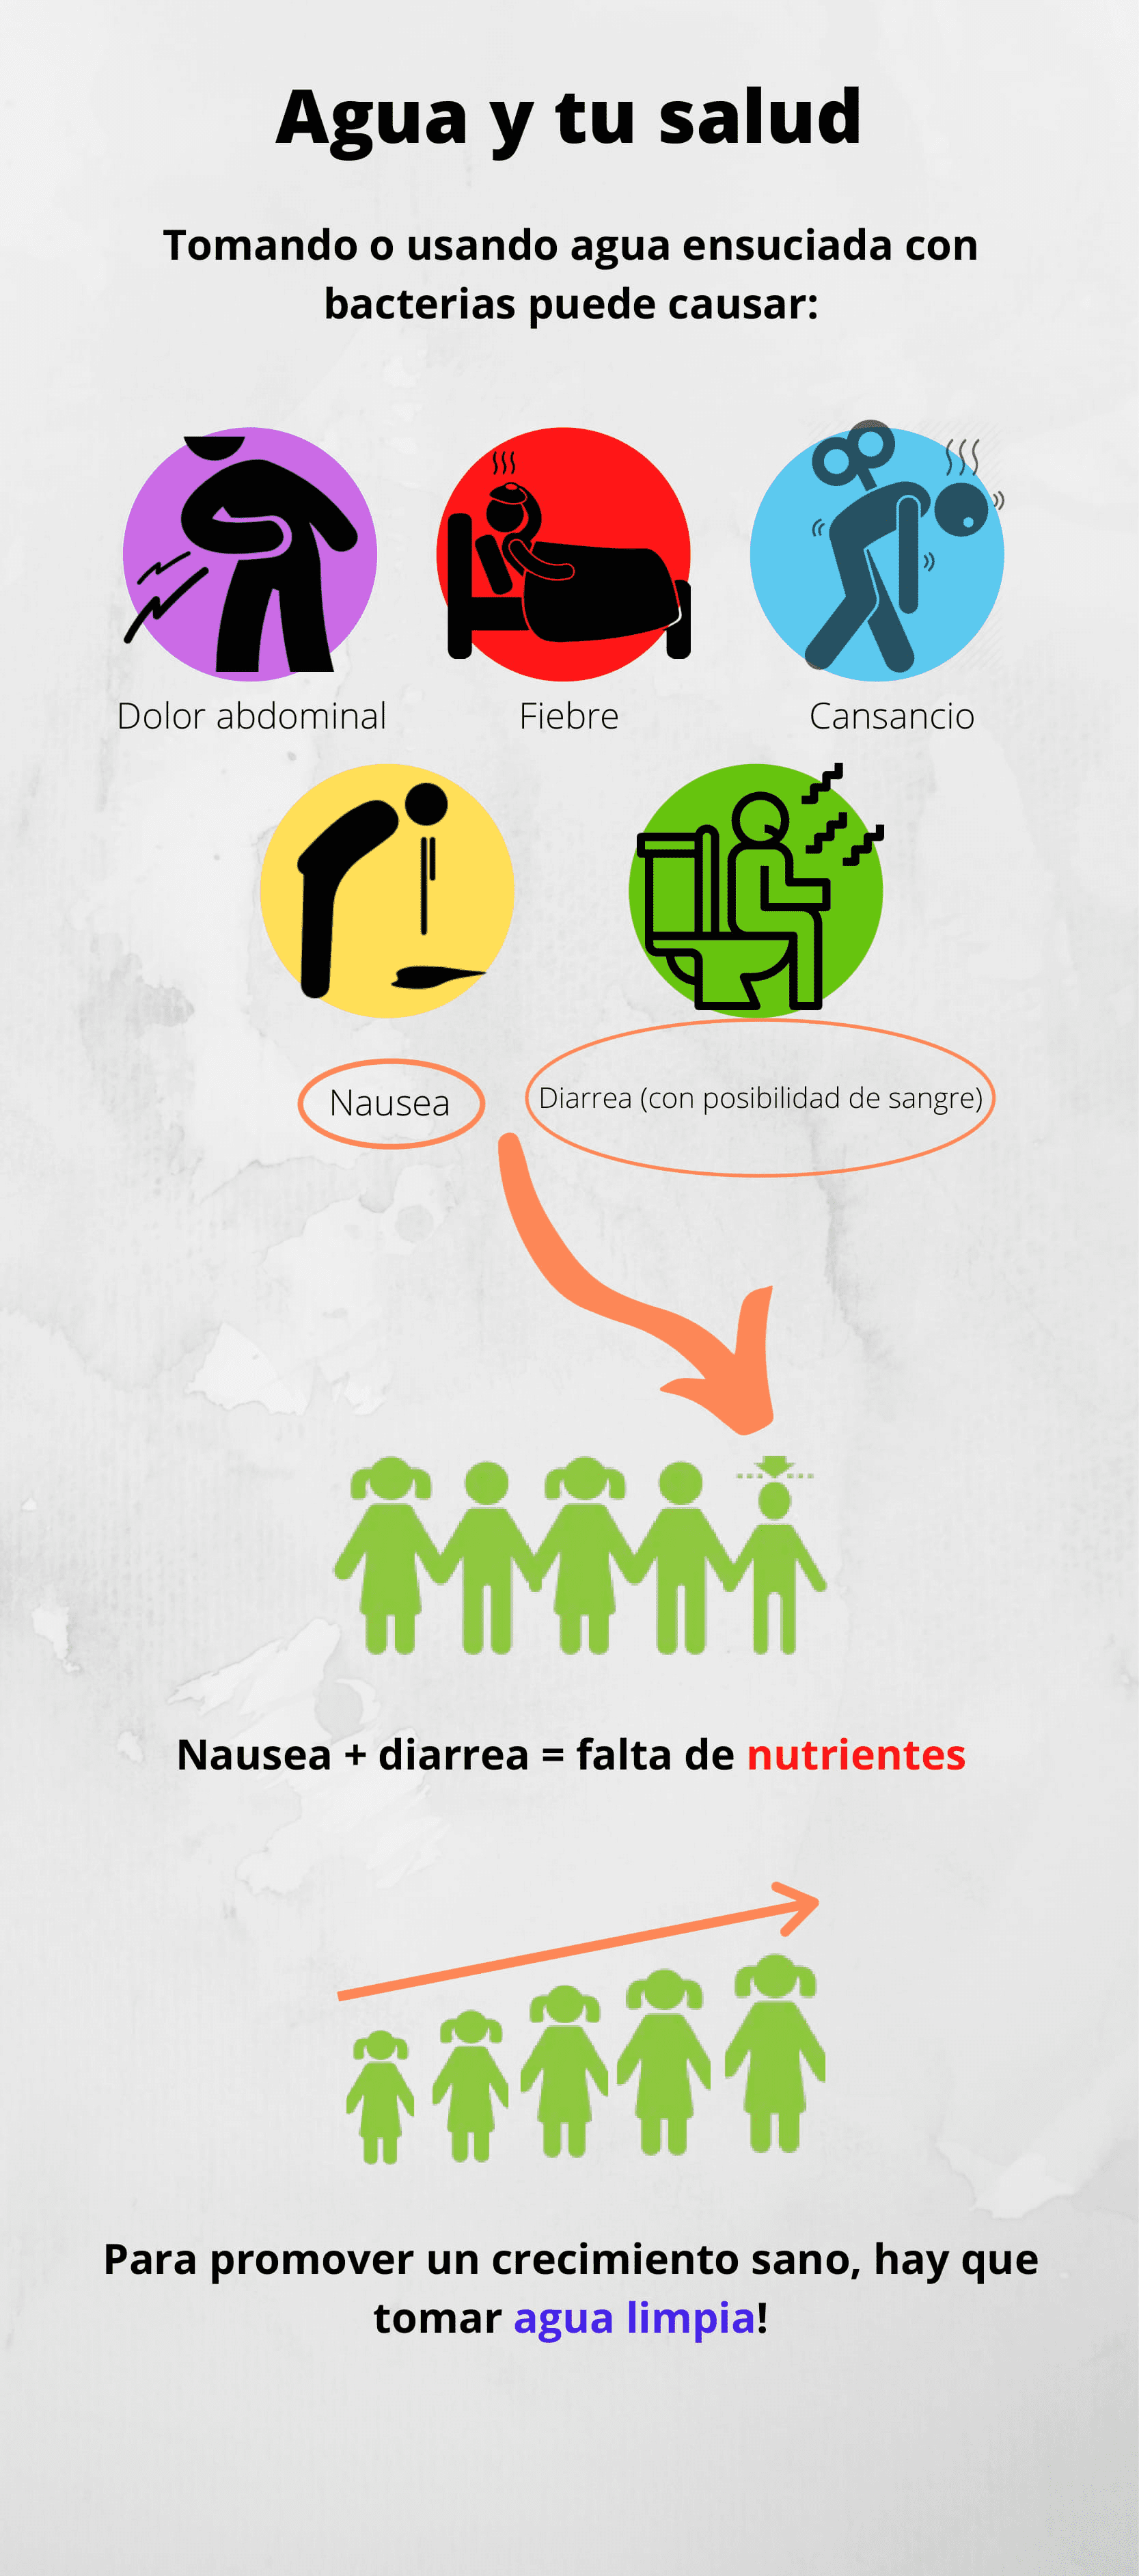 Agua y tu salud
Tomando o usando agua ensuciada con
bacterias puede causar:
Dolor abdominal
Fiebre
Cansancio
Nausea
Diarrea (con posibilidad de sangre)
Nausea + diarrea = falta de nutrientes
Para promover un crecimiento sano, hay que
tomar agua limpia!